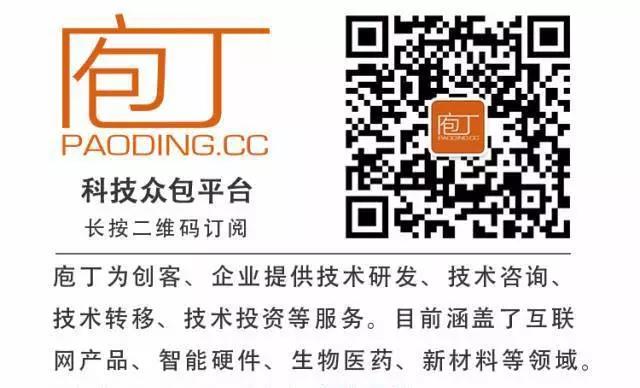 庖丁
PAODING.CC
科技众包平台
长按二维码订阅
庖丁
PAODING.CC
庖丁为创客、企业提供技术研发、技术咨询、
技术转移、技术投资等服务。目前涵盖了互联
网产品、智能硬件、生物医药、新材料等领域。